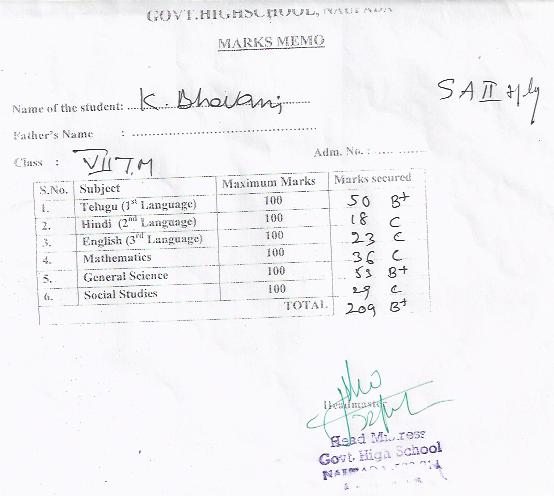 GOVT.HIGHSCHOOL, NAUPADA
MARKS MEMO
SA II
Name of the student: K. Bhavani
Father's Name :
Class : VII T.M Adm. No. :
S.No. Subject Maximum Marks Marks secured
1. Telugu (1st Language) 100 50 B+
2. Hindi (2nd Language) 100 18 C
3. English (3rd Language) 100 23 C
4. Mathematics 100 36 C
5. General Science 100 53 B+
6. Social Studies 100 29 C
TOTAL 209 B+
Headmaster
Head Mistress
Govt. High School